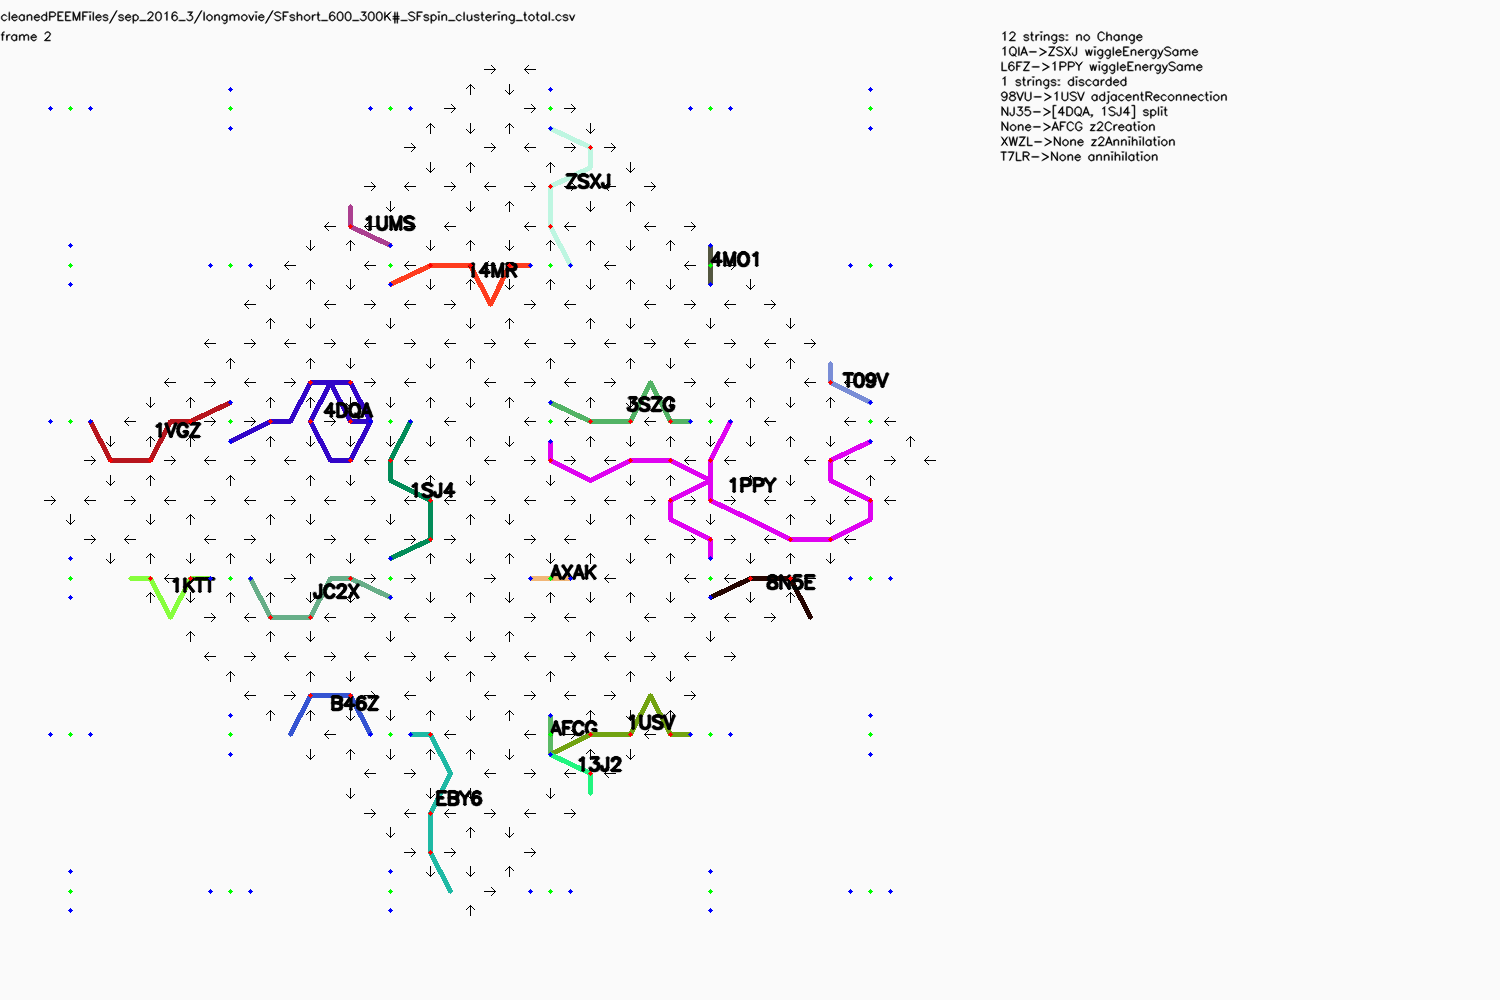 cleanedPEEMFiles/sep_2016_3/longmovie/SFshort_600_300K#_SFspin_clustering_total.csv
frame 2
12 strings: no Change
1QIA->ZSXJ wiggleEnergySame
L6FZ->1PPY wiggleEnergySame
1 strings: discarded
98VU->1USV adjacentReconnection
NJ35->[4DQA, 1SJ4] split
None->AFCG z2Creation
XWZL->None z2Annihilation
T7LR->None annihilation
ZSXJ
1UMS
4MO1
14MR
T09V
4DQA
3SZG
1VGZ
1PPY
1SJ4
AXAK
1KTT
JC2X
8N5E
B46Z
AFCG
1USV
13J2
EBY6